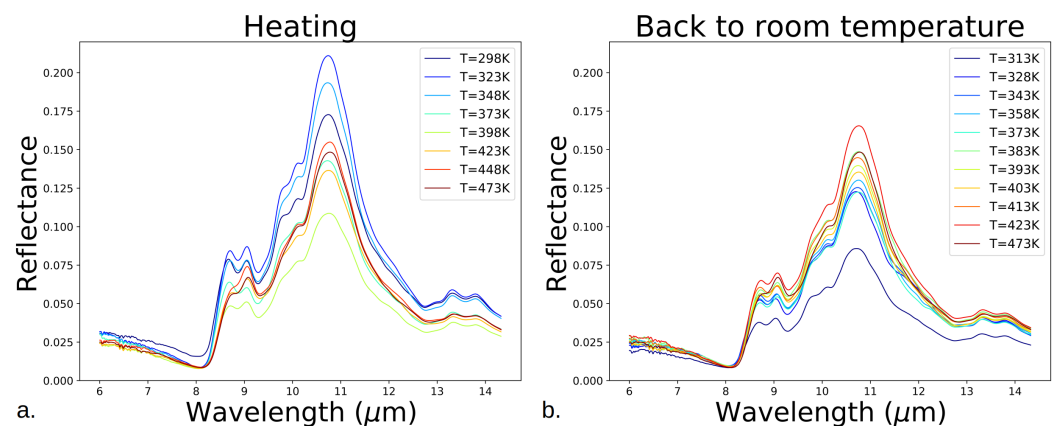 Heating
0.200
0.175
0.150
0.125
0.100
0.075
0.050
0.025
0.000
Reflectance
T=298K
T=323K
T=348K
T=373K
T=398K
T=423K
T=448K
T=473K
6 7 8 9 10 11 12 13 14
Wavelength (μm)
a.
Back to room temperature
0.200
0.175
0.150
0.125
0.100
0.075
0.050
0.025
0.000
Reflectance
T=313K
T=328K
T=343K
T=358K
T=373K
T=383K
T=393K
T=403K
T=413K
T=423K
T=473K
6 7 8 9 10 11 12 13 14
Wavelength (μm)
b.